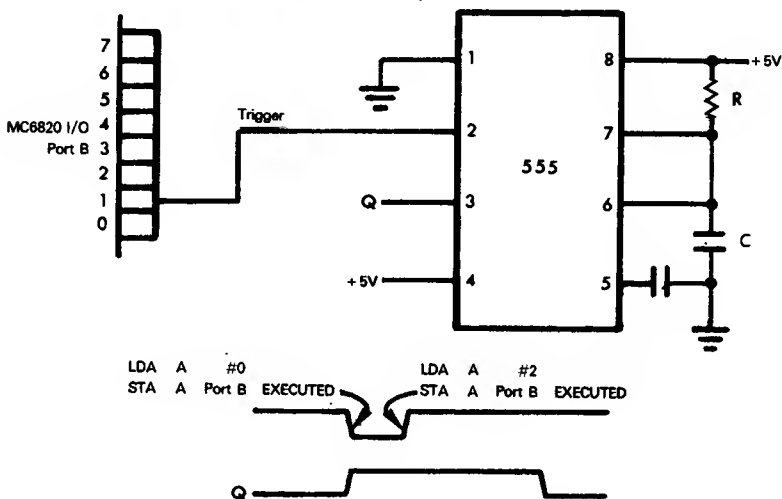 7
6
5
MC6820 I/O 4
Port B 3
2
1
0
Trigger
1
2
Q 3
+5V 4
555
8 +5V
R
7
6
C
5
LDA A #0
STA A Port B EXECUTED
LDA A #2
STA A Port B EXECUTED
Q